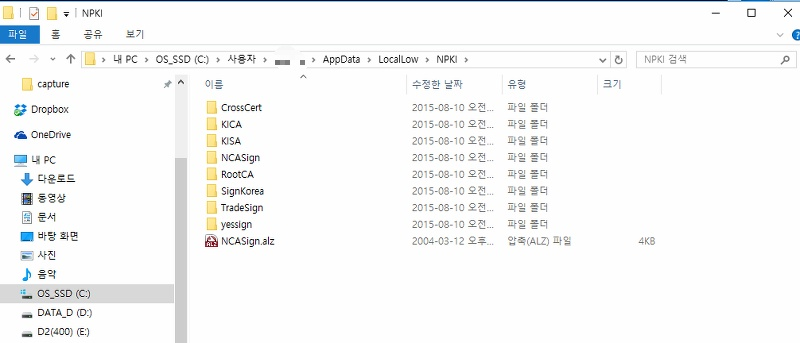 NPKI
파일 홈 공유 보기
내 PC > OS_SSD (C:) > 사용자 > > AppData > LocalLow > NPKI > NPKI 검색
이름 수정한 날짜 유형 크기
capture
Dropbox
OneDrive
내 PC
다운로드
동영상
문서
바탕 화면
사진
음악
OS_SSD (C:)
DATA_D (D:)
D2(400) (E:)
CrossCert 2015-08-10 오전... 파일 폴더
KICA 2015-08-10 오전... 파일 폴더
KISA 2015-08-10 오전... 파일 폴더
NCASign 2015-08-10 오전... 파일 폴더
RootCA 2015-08-10 오전... 파일 폴더
SignKorea 2015-08-10 오전... 파일 폴더
TradeSign 2015-08-10 오전... 파일 폴더
yessign 2015-08-10 오전... 파일 폴더
NCASign.alz 2004-03-12 오후... 압축(ALZ) 파일 4KB